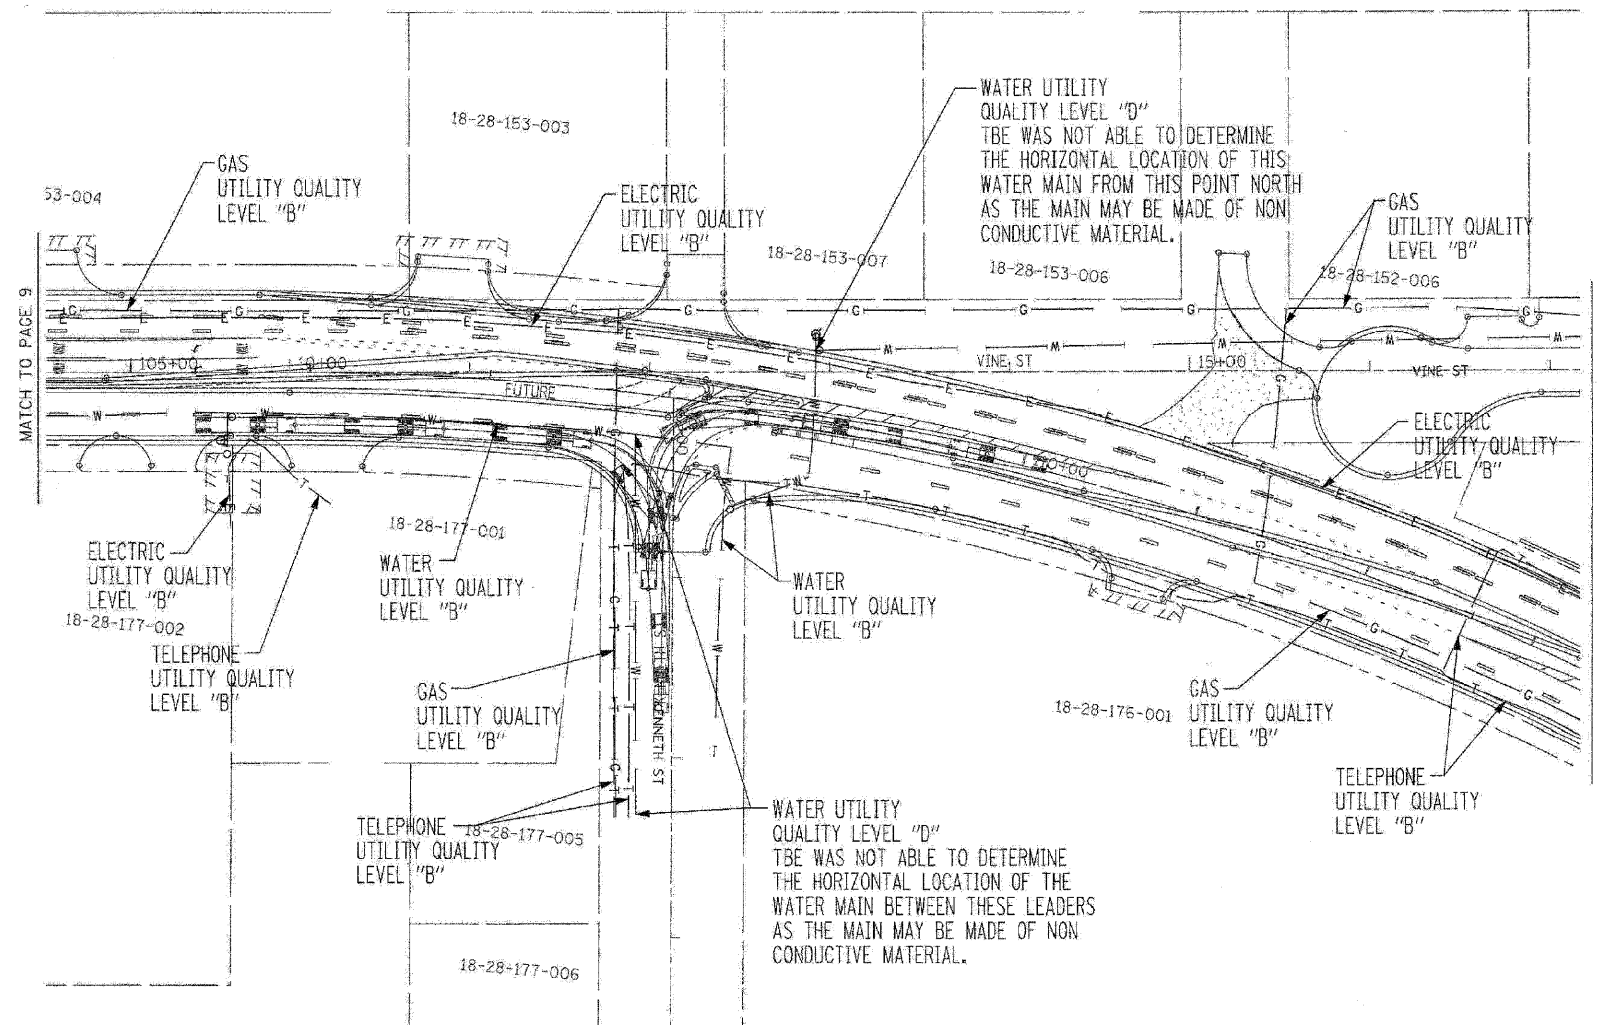 18-28-153-003
WATER UTILITY
QUALITY LEVEL "D"
TBE WAS NOT ABLE TO DETERMINE
THE HORIZONTAL LOCATION OF THIS
WATER MAIN FROM THIS POINT NORTH
AS THE MAIN MAY BE MADE OF NON
CONDUCTIVE MATERIAL.
GAS
UTILITY QUALITY
LEVEL "B"
53-004
ELECTRIC
UTILITY QUALITY
LEVEL "B"
GAS
UTILITY QUALITY
LEVEL "B"
18-28-153-007
18-28-153-006
18-28-152-006
MATCH TO PAGE 9
105+00
VINE ST
15+00
VINE ST
FUTURE
ELECTRIC
UTILITY QUALITY
LEVEL "B"
18-28-177-001
ELECTRIC
UTILITY QUALITY
LEVEL "B"
18-28-177-002
WATER
UTILITY QUALITY
LEVEL "B"
WATER
UTILITY QUALITY
LEVEL "B"
TELEPHONE
UTILITY QUALITY
LEVEL "B"
GAS
UTILITY QUALITY
LEVEL "B"
KENNETH ST
18-28-176-001
GAS
UTILITY QUALITY
LEVEL "B"
TELEPHONE
UTILITY QUALITY
LEVEL "B"
TELEPHONE
UTILITY QUALITY
LEVEL "B"
18-28-177-005
WATER UTILITY
QUALITY LEVEL "D"
TBE WAS NOT ABLE TO DETERMINE
THE HORIZONTAL LOCATION OF THE
WATER MAIN BETWEEN THESE LEADERS
AS THE MAIN MAY BE MADE OF NON
CONDUCTIVE MATERIAL.
18-28-177-006